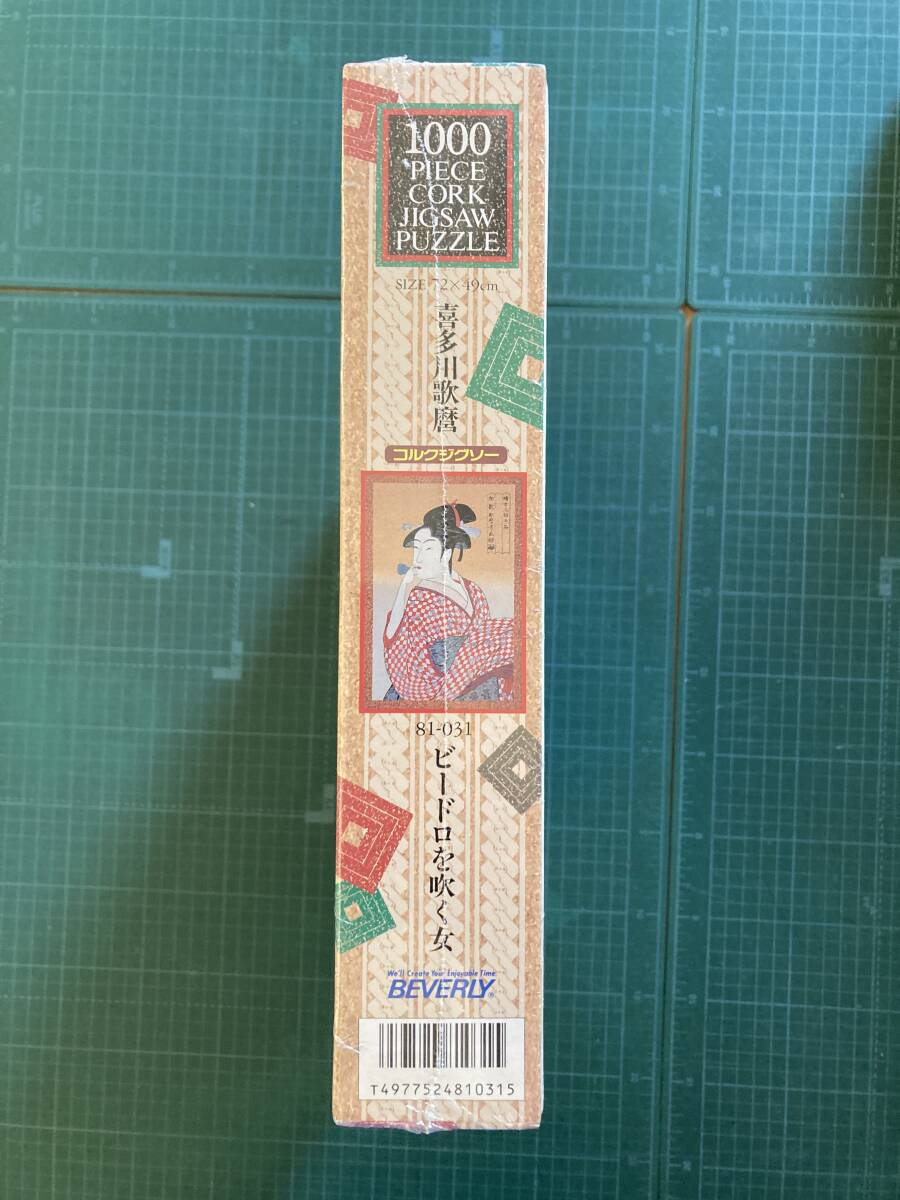 1000
PIECE
CORK
JIGSAW
PUZZLE
SIZE 72×49cm
喜多川歌麿
コルクジグソー
81-031
ビードロを吹く女
We'll Create Your Enjoyable Time
BEVERLY®
T4977524810315